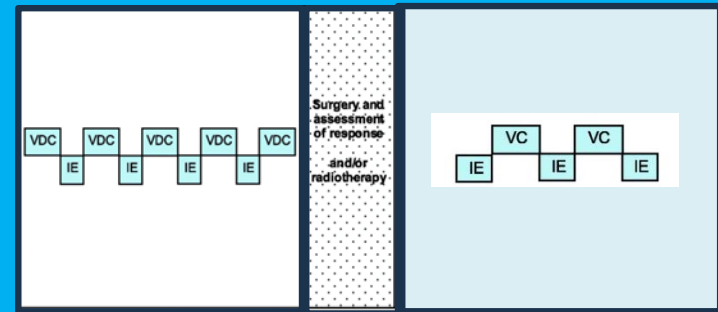 VDC VDC VDC VDC VDC
IE IE IE IE
Surgery and
assessment
of response
and/or
radiotherapy
VC VC
IE IE IE